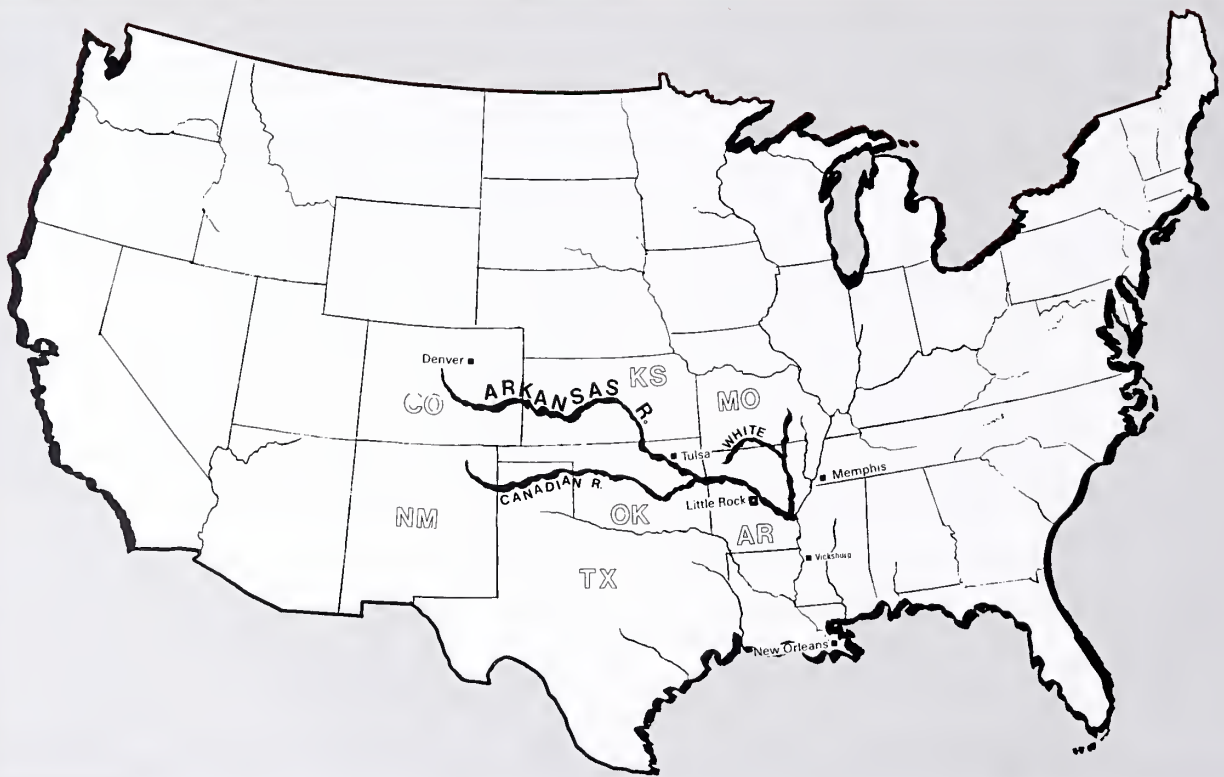 Denver
KS
ARKANSAS R.
CO
MO
WHITE
Tulsa
Memphis
CANADIAN R.
Little Rock
NM
OK
AR
Vicksburg
TX
New Orleans